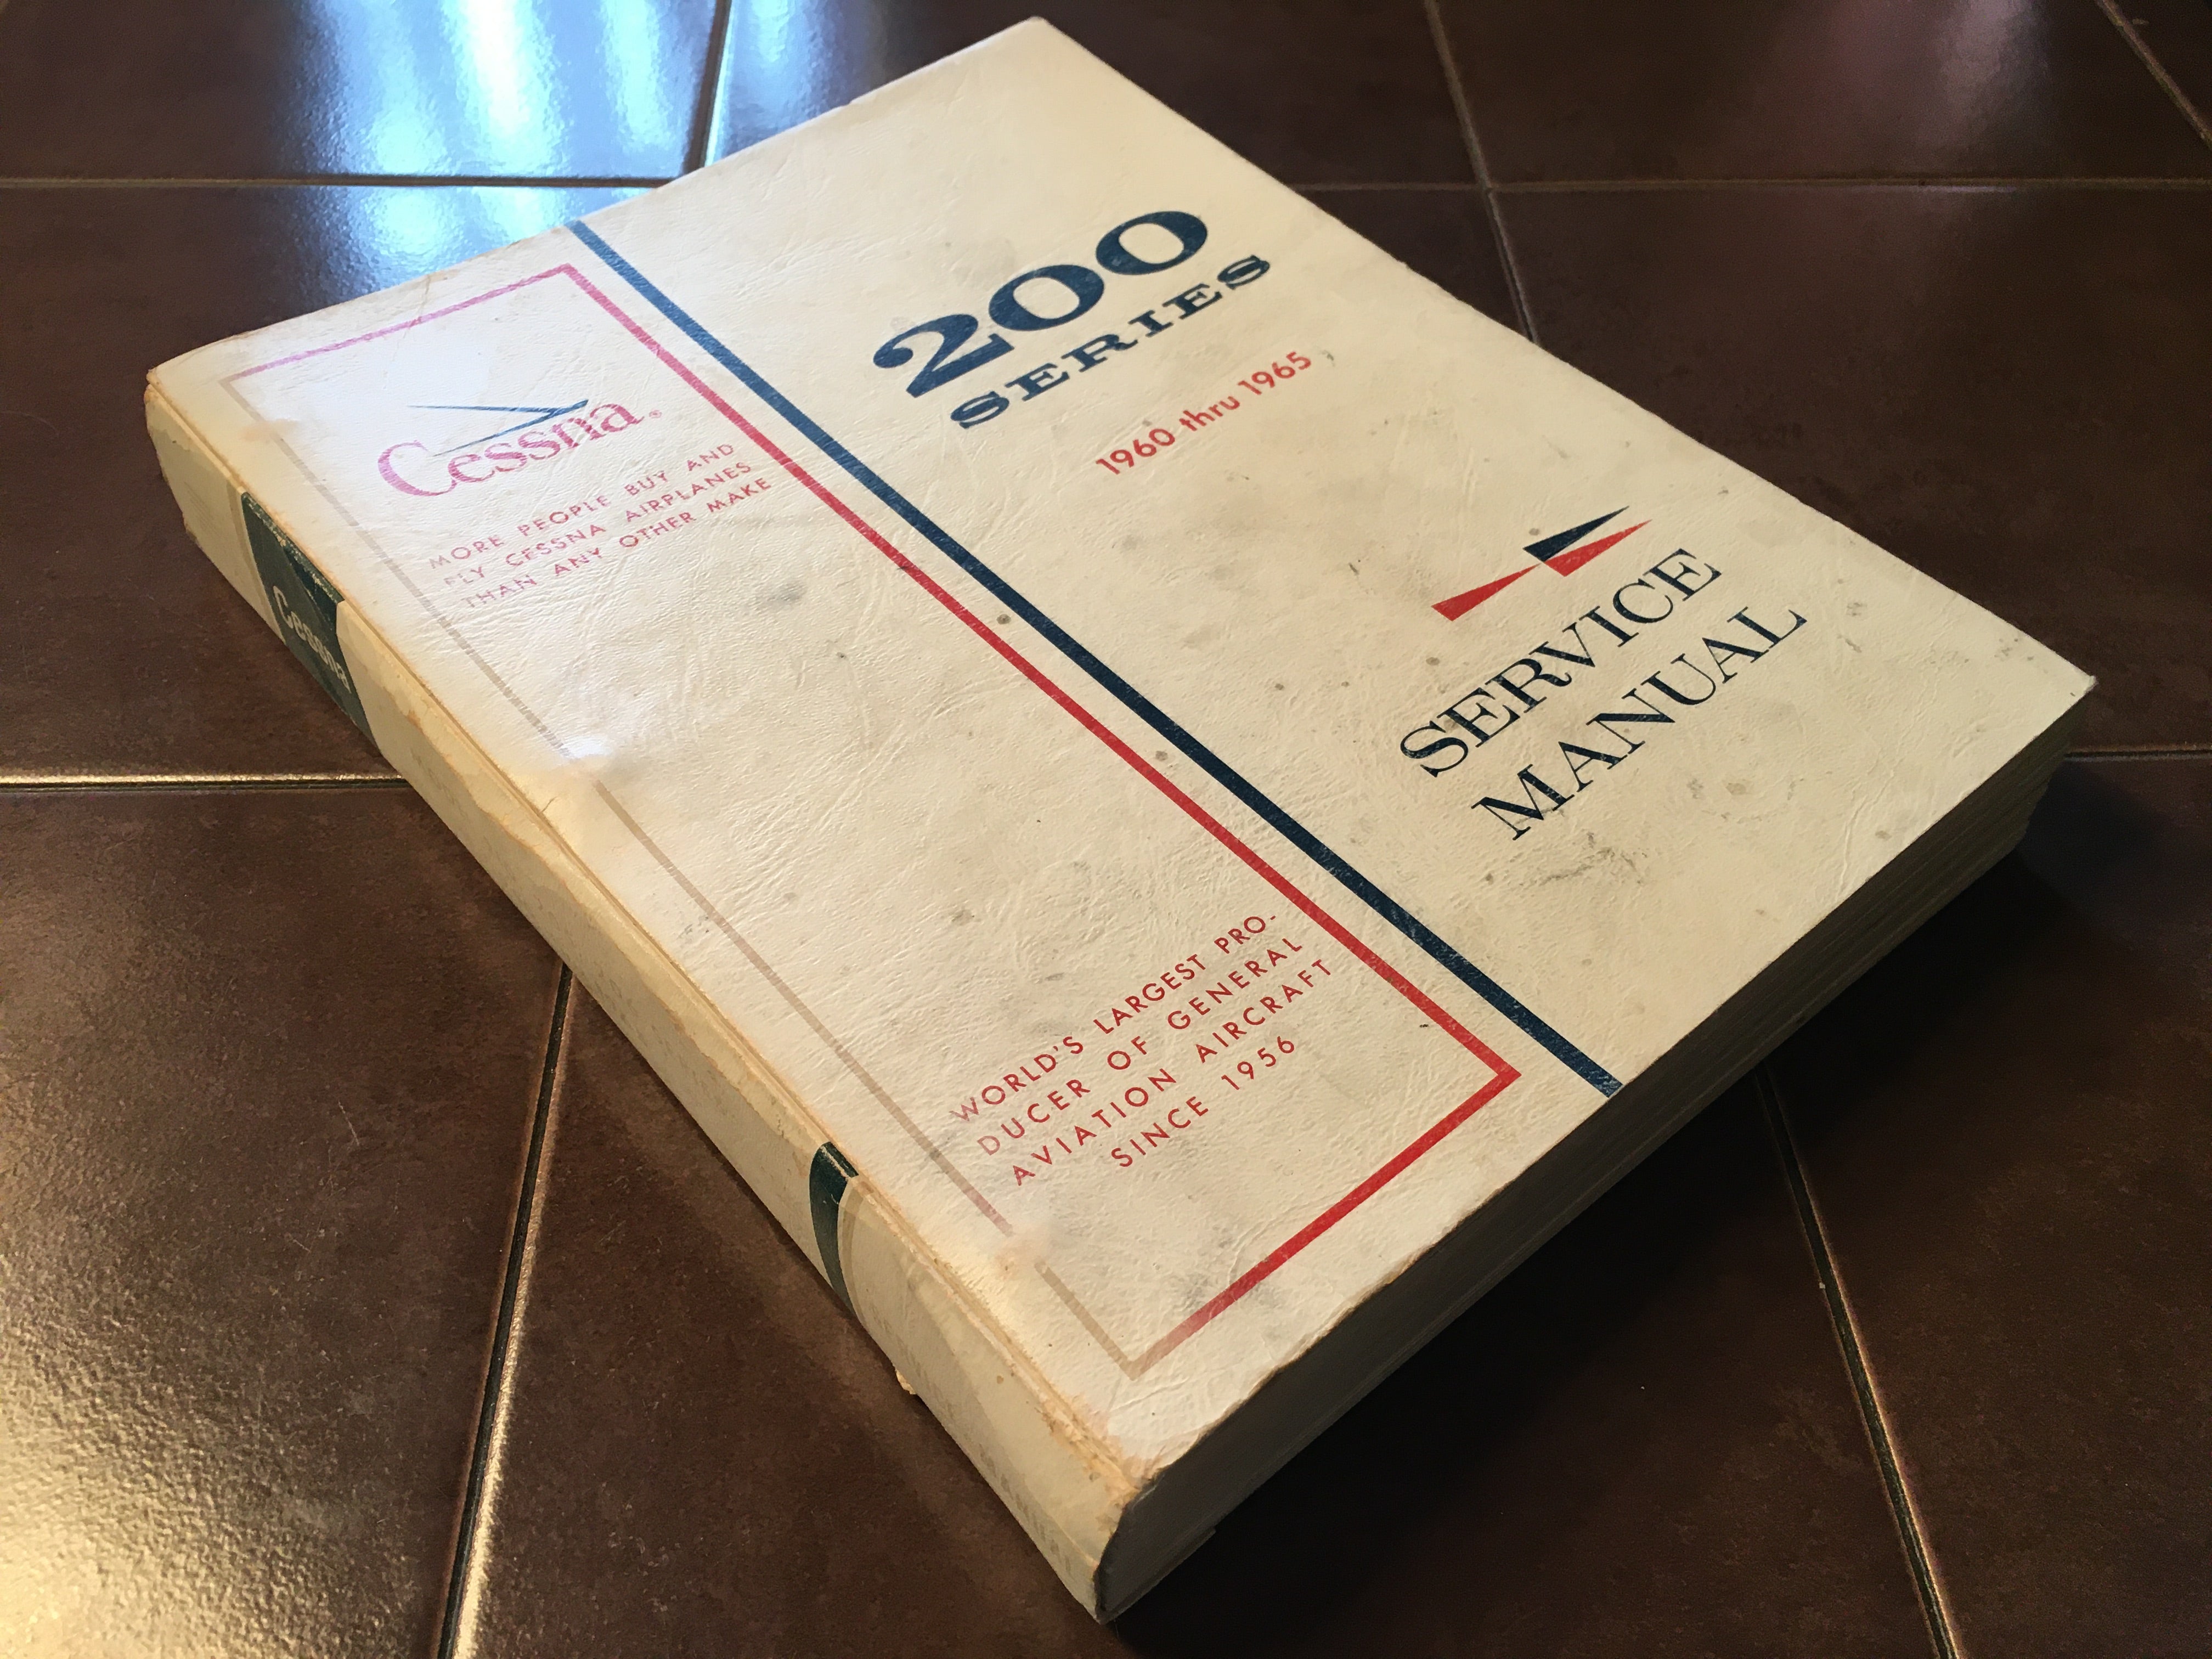 Cessna®
MORE PEOPLE BUY AND
FLY CESSNA AIRPLANES
THAN ANY OTHER MAKE
WORLD'S LARGEST PRO-
DUCER OF GENERAL
AVIATION AIRCRAFT
SINCE 1956
200
SERIES
1960 thru 1965
SERVICE
MANUAL
Cessna